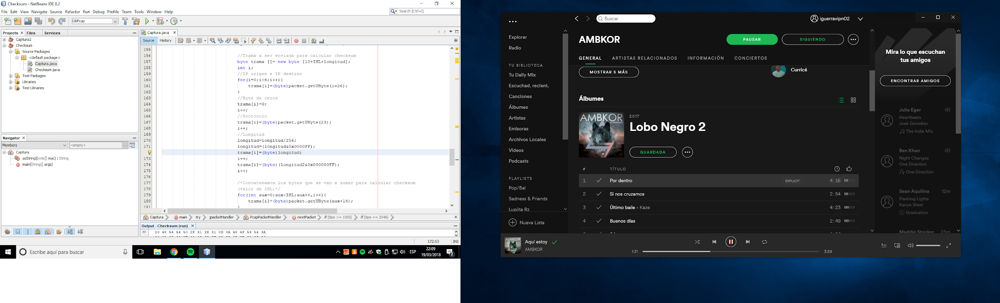 Checksum - NetBeans IDE 8.2
File Edit View Navigate Source Refactor Run Debug Profile Team Tools Window Help
Search (Ctrl+I)
LibPcap
Projects Files Services
Captura2
Checksum
Source Packages
<default package>
Captura.java
Checksum.java
Test Packages
Libraries
Test Libraries
Navigator
Members
<empty>
Captura
asString(byte[] mac) : String
main(String[] args)
Captura.java
Source History
155
156 //Trama a ser enviada para calcular checksum
157 byte trama []= new byte [10+IHL+longitud];
158 int i;
159 //IP origen e IP destino
160 for(i=0;i<6;i++){
161 trama[i]=(byte)packet.getUByte(i+26);
162 }
163 //Byte de ceros
164 trama[i]=0;
165 i++;
166 //Protocolo
167 trama[i]=(byte)packet.getUByte(23);
168 i++;
169 //Longitud
170 longitud=longitud/256;
171 longitud=(longitud&0x0000FF);
trama[i]=(byte)longitud;
173 i++;
174 trama[i]=(byte)(longitud2&0x000000FF);
175 i++;
176
177 /*Concatenamos los bytes que se van a sumar para calcular checksum
178 (valor de IHL)*/
179 for(int aux=0;aux<IHL;aux++,i++){
180 trama[i]=(byte)packet.getUByte(aux+14);
181 }
Captura main try jpacketHandler PcapPacketHandler nextPacket if (tipo >= 1500) if (tipo == 2048)
Output - Checksum (run)
20 48 54 54 50 2F 31 2E 31 0D 0A 48 4F 53 54 3A
172:53 INS
Escribe aquí para buscar
ESP
22:09
19/03/2018
2
Buscar
iguerravipn02
Explorar
Radio
TU BIBLIOTECA
Tu Daily Mix
Escuchad. recient.
Canciones
Álbumes
Artistas
Emisoras
Archivos Locales
Vídeos
Podcasts
PLAYLISTS
Pop/Bal
Sadness & Friends
Lupiita Rz
Nueva Lista
AMBKOR
PAUSAR
SIGUIENDO
GENERAL ARTISTAS RELACIONADOS INFORMACIÓN CONCIERTOS
MOSTRAR 5 MÁS
Curricé
Álbumes
AMBKOR
2017
Lobo Negro 2
GUARDADA
# TÍTULO
1 Por dentro EXPLICIT 4:16
2 Si nos cruzamos 2:54
3 Último baile - Kaze 4:23
4 Buenos días 2:49
Mira lo que escuchan
tus amigos
ENCONTRAR AMIGOS
Julia Eger
Heartbeats
José González
The Indie Mix
Ben Khan
Night Changes
One Direction
One Direction
Sean Aquilina 12m
Flashing Lights
Kanye West
Graduation
Maddie Stocker 25m
AMBKOR
Aquí estoy
AMBKOR
1:31
3:59